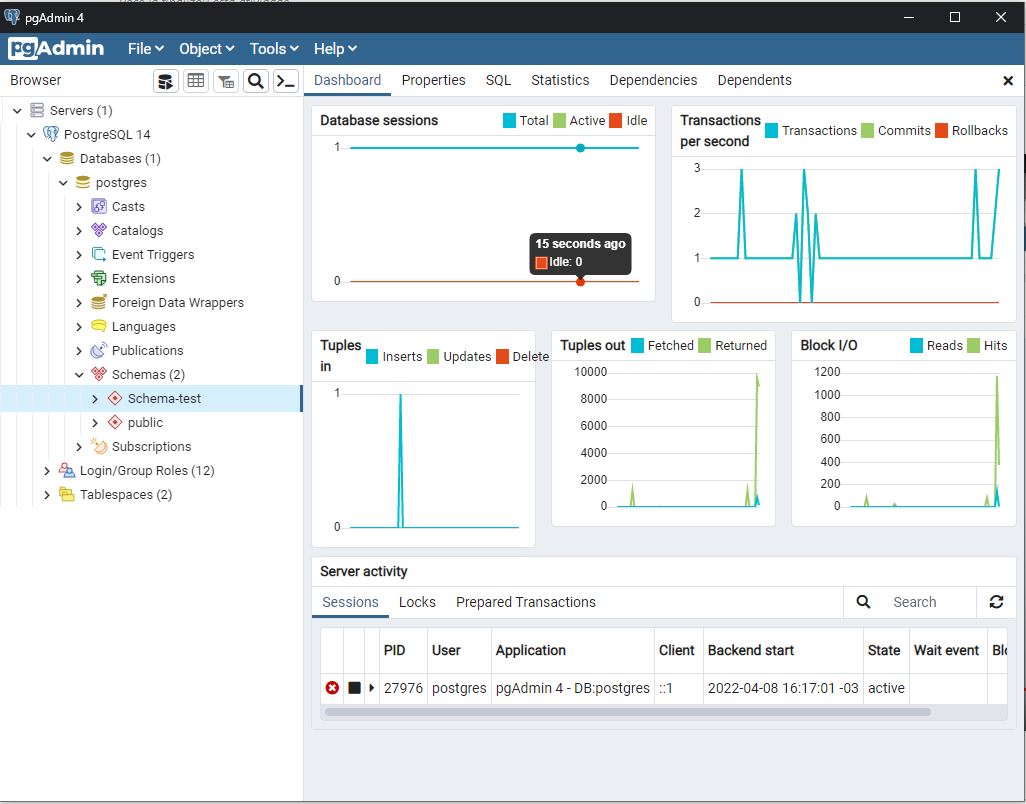 pgAdmin 4
pgAdmin File Object Tools Help
Browser
Dashboard Properties SQL Statistics Dependencies Dependents
Servers (1)
PostgreSQL 14
Databases (1)
postgres
Casts
Catalogs
Event Triggers
Extensions
Foreign Data Wrappers
Languages
Publications
Schemas (2)
Schema-test
public
Subscriptions
Login/Group Roles (12)
Tablespaces (2)
Database sessions Total Active Idle
1
0
15 seconds ago
Idle: 0
Transactions per second Transactions Commits Rollbacks
3
2
1
0
Tuples in Inserts Updates Delete
1
0
Tuples out Fetched Returned
10000
8000
6000
4000
2000
0
Block I/O Reads Hits
1200
1000
800
600
400
200
0
Server activity
Sessions Locks Prepared Transactions Search
PID User Application Client Backend start State Wait event Blo
27976 postgres pgAdmin 4 - DB:postgres ::1 2022-04-08 16:17:01 -03 active